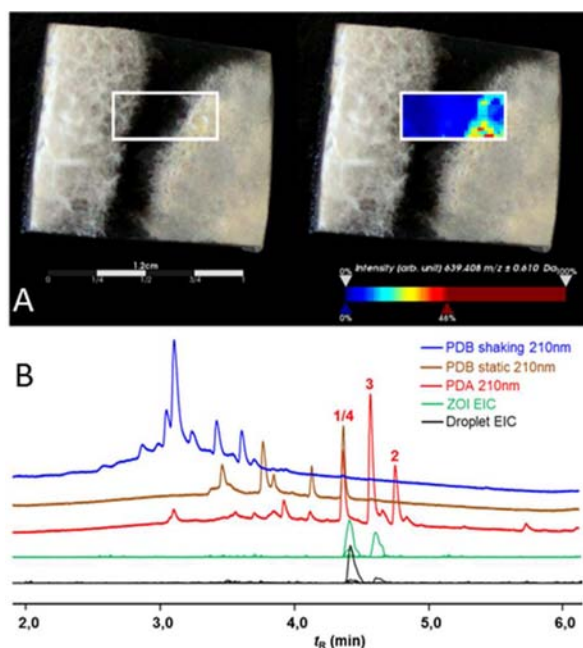 1.2cm
0 1/4 1/2 3/4 1
A
Intensity (arb. unit) 639.408 m/z ± 0.610 Da
0% 100%
0% 46%
B
PDB shaking 210nm
PDB static 210nm
PDA 210nm
ZOI EIC
Droplet EIC
1/4 3 2
2,0 3,0 4,0 5,0 6,0
tR (min)